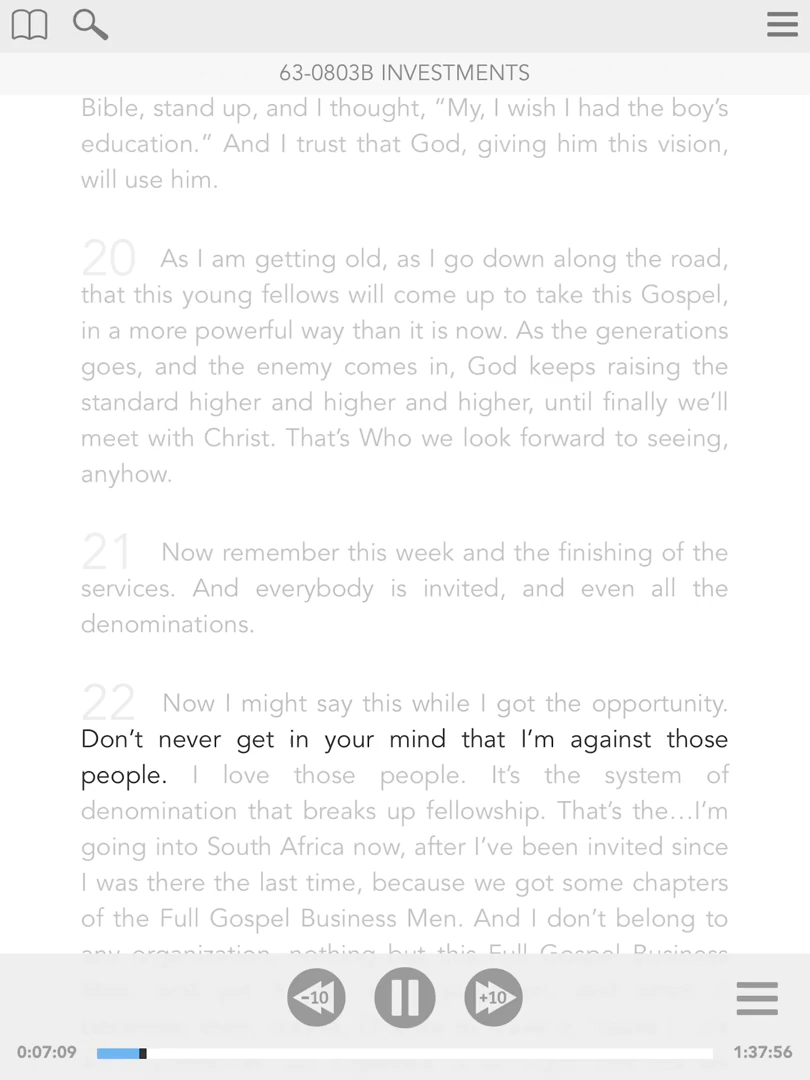 63-0803B INVESTMENTS
Bible, stand up, and I thought, “My, I wish I had the boy’s
education.“ And I trust that God, giving him this vision,
will use him.
20 As I am getting old, as I go down along the road,
that this young fellows will come up to take this Gospel,
in a more powerful way than it is now. As the generations
goes, and the enemy comes in, God keeps raising the
standard higher and higher and higher, until finally we’ll
meet with Christ. That’s Who we look forward to seeing,
anyhow.
21 Now remember this week and the finishing of the
services. And everybody is invited, and even all the
denominations.
22 Now I might say this while I got the opportunity.
Don’t never get in your mind that I’m against those
people. I love those people. It’s the system of
denomination that breaks up fellowship. That’s the…I’m
going into South Africa now, after I’ve been invited since
I was there the last time, because we got some chapters
of the Full Gospel Business Men. And I don’t belong to
any organization, nothing but this Full Gospel Business
-10 +10
0:07:09 1:37:56